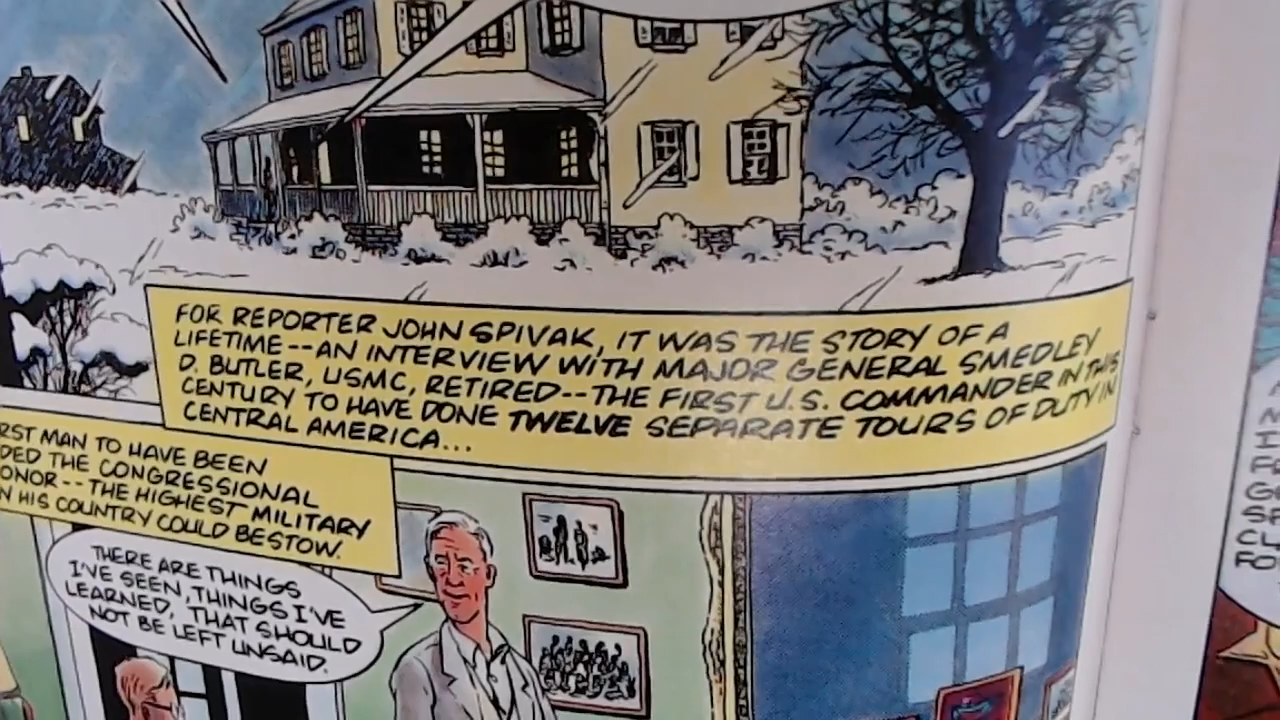 FOR REPORTER JOHN SPIVAK, IT WAS THE STORY OF A
LIFETIME--AN INTERVIEW WITH MAJOR GENERAL SMEDLEY
D. BUTLER, USMC, RETIRED--THE FIRST U.S. COMMANDER IN THIS
CENTURY TO HAVE DONE TWELVE SEPARATE TOURS OF DUTY IN
CENTRAL AMERICA...
MAN TO HAVE BEEN
THE CONGRESSIONAL
--THE HIGHEST MILITARY
HIS COUNTRY COULD BESTOW.
THERE ARE THINGS
I'VE SEEN, THINGS I'VE
LEARNED, THAT SHOULD
NOT BE LEFT UNSAID.